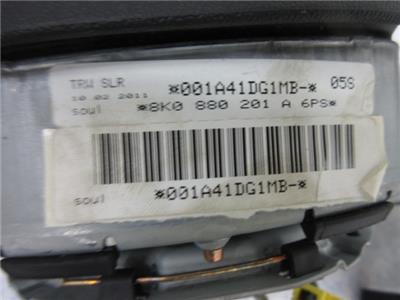 TRW SLR *001A41DG1MB-* 05S
10 02 2011
soul *8K0 880 201 A 6PS*
soul *001A41DG1MB-*